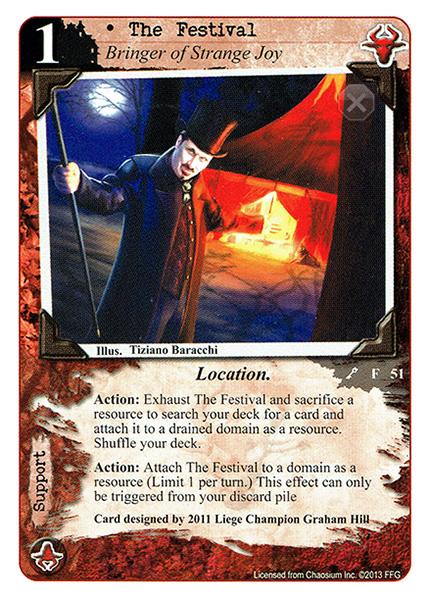 1
• The Festival
Bringer of Strange Joy
Illus. Tiziano Baracchi
Location.
F 51
Action: Exhaust The Festival and sacrifice a
resource to search your deck for a card and
attach it to a drained domain as a resource.
Shuffle your deck.
Action: Attach The Festival to a domain as a
resource (Limit 1 per turn.) This effect can only
be triggered from your discard pile
Card designed by 2011 Liege Champion Graham Hill
Support
Licensed from Chaosium Inc. ©2013 FFG